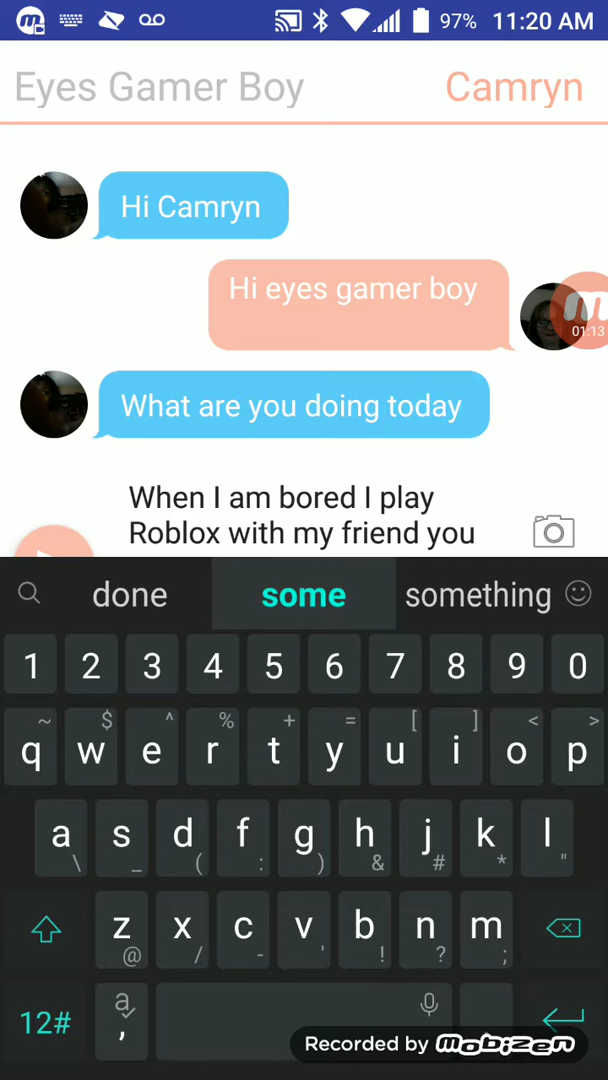 97% 11:20 AM
Eyes Gamer Boy Camryn
Hi Camryn
Hi eyes gamer boy
01:13
What are you doing today
When I am bored I play
Roblox with my friend you
done some something
1 2 3 4 5 6 7 8 9 0
~ $ ^ % + = [ ] < >
q w e r t y u i o p
a s d f g h j k l
\ _ ( : ) & # * "
z x c v b n m
@ / - ' ! ? ;
12# a ,
Recorded by mobizen